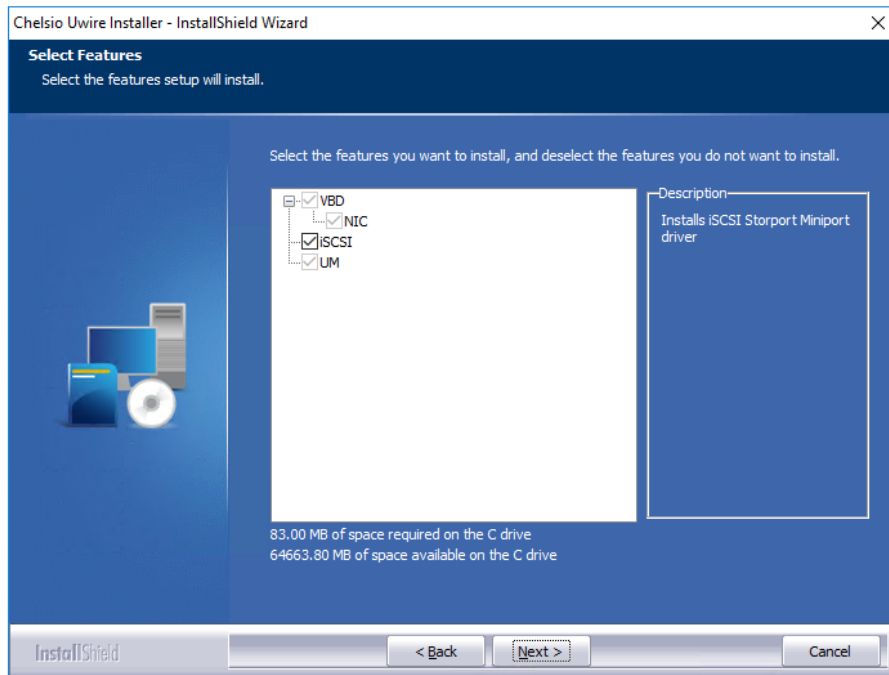 Chelsio Uwire Installer - InstallShield Wizard
Select Features
Select the features setup will install.
Select the features you want to install, and deselect the features you do not want to install.
VBD
NIC
iSCSI
UM
Description
Installs iSCSI Storport Miniport
driver
83.00 MB of space required on the C drive
64663.80 MB of space available on the C drive
InstallShield
< Back
Next >
Cancel